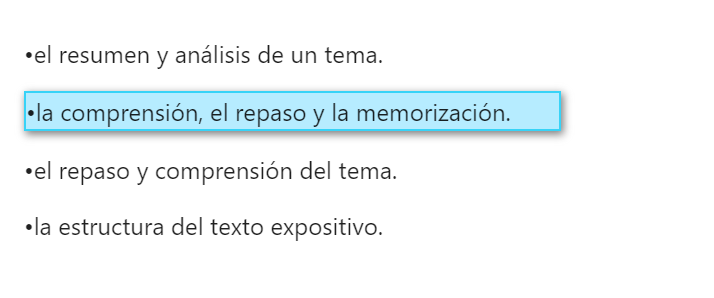 •el resumen y análisis de un tema.
•la comprensión, el repaso y la memorización.
•el repaso y comprensión del tema.
•la estructura del texto expositivo.